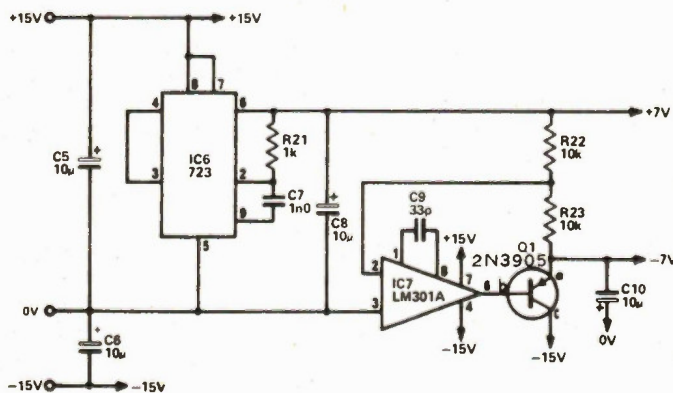 +15V
+15V
8
7
4
6
IC6
723
3
2
9
5
R21
1k
C7
1n0
C5
10µ
+
C8
10µ
+
+7V
R22
10k
R23
10k
C9
33p
+15V
1
8
2
7
IC7
LM301A
6
3
4
-15V
Q1
2N3905
b
e
c
-15V
-7V
C10
10µ
+
0V
0V
C6
10µ
+
-15V
-15V